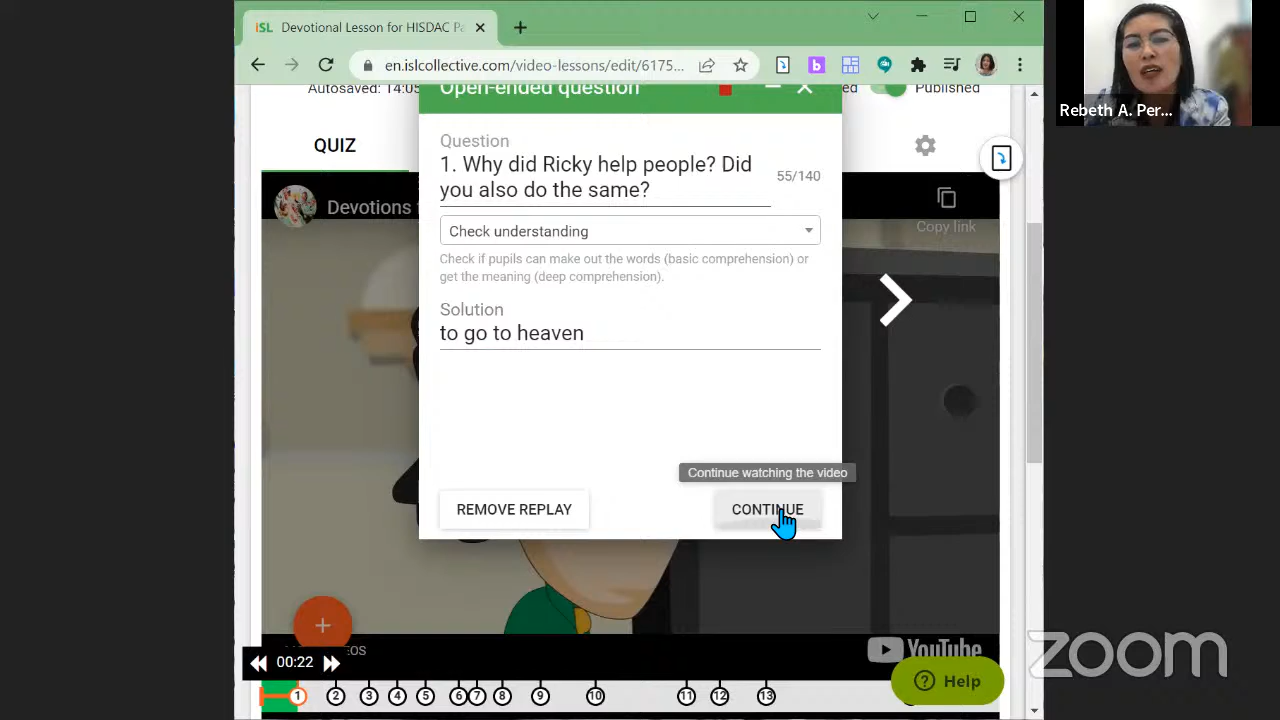 iSL Devotional Lesson for HISDAC Pa
en.islcollective.com/video-lessons/edit/6175...
Rebeth A. Per...
Autosaved: 14:05
Open-ended question
ed
Published
QUIZ
Question
1. Why did Ricky help people? Did
you also do the same?
55/140
Devotions f
Copy link
Check understanding
Check if pupils can make out the words (basic comprehension) or
get the meaning (deep comprehension).
Solution
to go to heaven
Continue watching the video
REMOVE REPLAY
CONTINUE
EOS
YouTube
zoom
00:22
Help
1 2 3 4 5 6 7 8 9 10 11 12 13